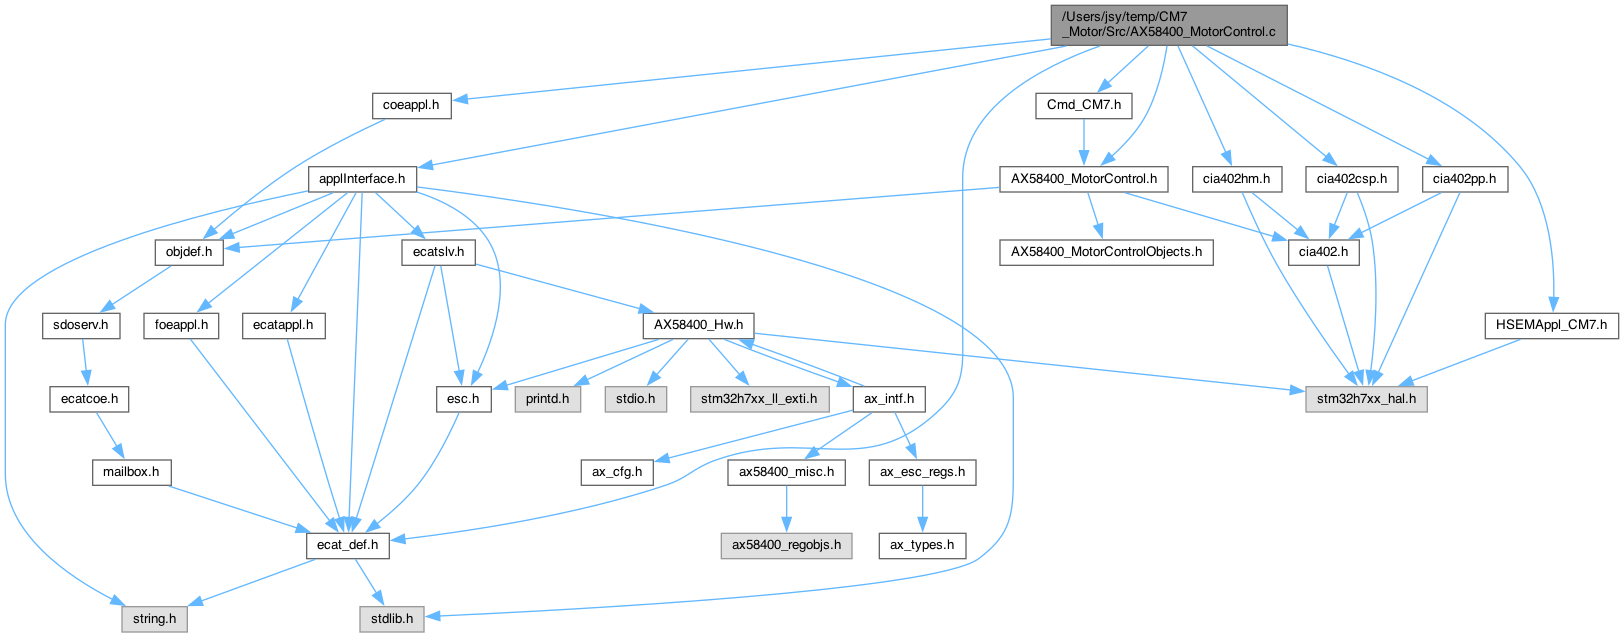 /Users/jsy/temp/CM7
_Motor/Src/AX58400_MotorControl.c
coeappl.h
Cmd_CM7.h
applInterface.h
AX58400_MotorControl.h
cia402hm.h
cia402csp.h
cia402pp.h
objdef.h
ecatslv.h
AX58400_MotorControlObjects.h
cia402.h
sdoserv.h
foeappl.h
ecatappl.h
AX58400_Hw.h
HSEMAppl_CM7.h
ecatcoe.h
esc.h
printd.h
stdio.h
stm32h7xx_ll_exti.h
ax_intf.h
stm32h7xx_hal.h
mailbox.h
ax_cfg.h
ax58400_misc.h
ax_esc_regs.h
ecat_def.h
ax58400_regobjs.h
ax_types.h
string.h
stdlib.h